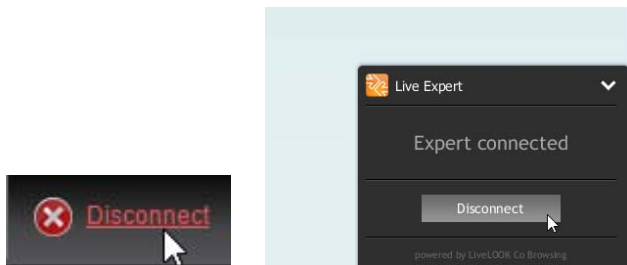 Disconnect
Live Expert
Expert connected
Disconnect
powered by LiveLOOK Co Browsing